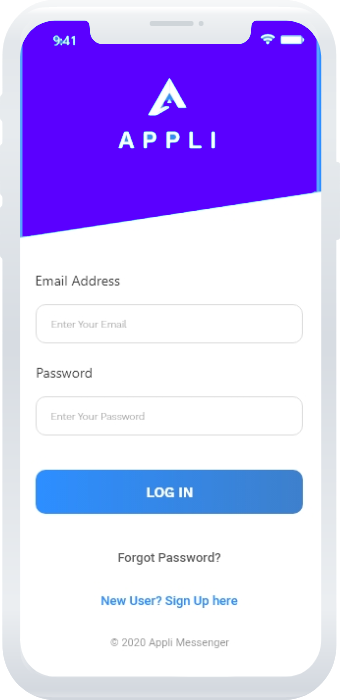 9:41
APPLI
Email Address
Enter Your Email
Password
Enter Your Password
LOG IN
Forgot Password?
New User? Sign Up here
© 2020 Appli Messenger